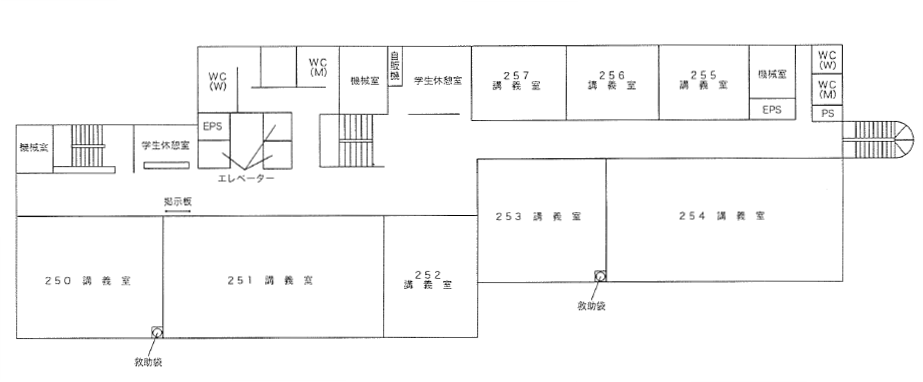 WC
(W)
WC
(M)
機械室
自販機
学生休憩室
257
講義室
256
講義室
255
講義室
機械室
EPS
WC
(W)
WC
(M)
PS
機械室
学生休憩室
EPS
エレベーター
掲示板
253 講義室
254 講義室
250 講義室
251 講義室
252
講義室
救助袋
救助袋